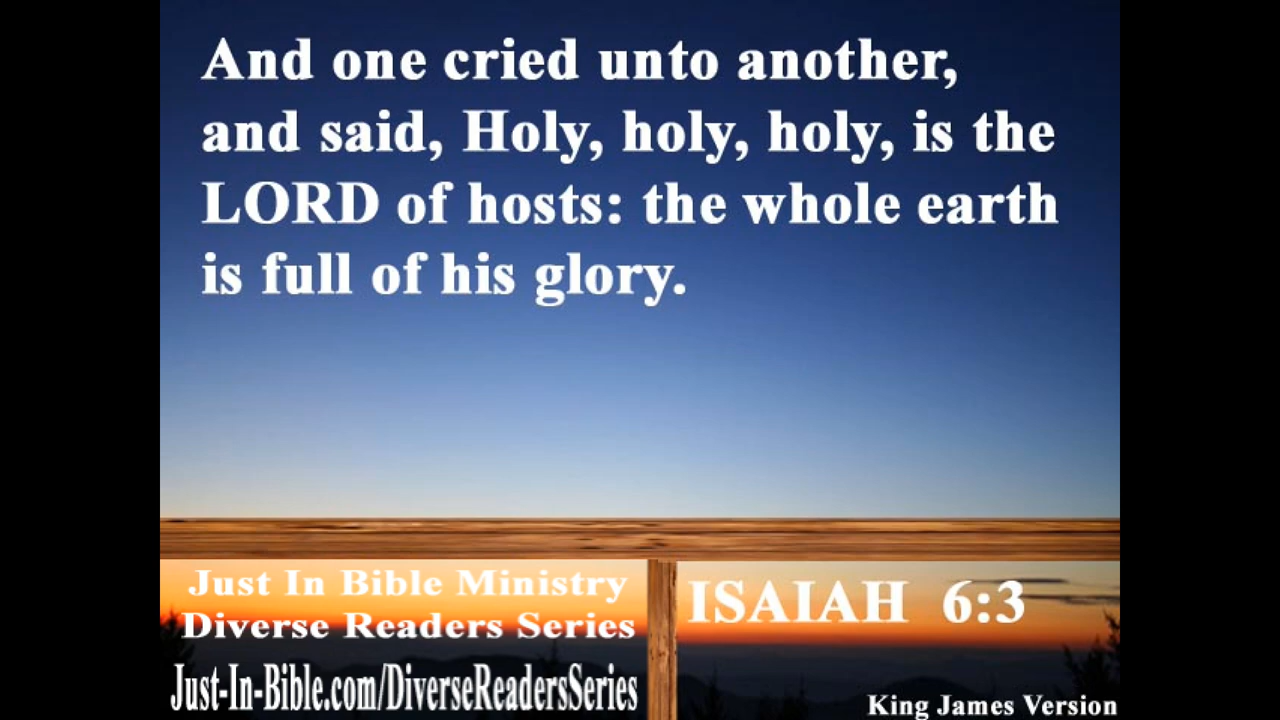 And one cried unto another,
and said, Holy, holy, holy, is the
LORD of hosts: the whole earth
is full of his glory.
Just In Bible Ministry
Diverse Readers Series
Just-In-Bible.com/DiverseReadersSeries
ISAIAH 6:3
King James Version